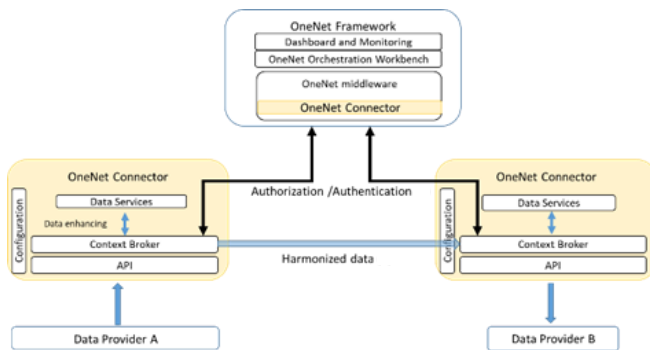 OneNet Framework
Dashboard and Monitoring
OneNet Orchestration Workbench
OneNet middleware
OneNet Connector
OneNet Connector
Configuration
Data Services
Data enhancing
Context Broker
API
Data Provider A
Authorization /Authentication
Harmonized data
OneNet Connector
Configuration
Data Services
Context Broker
API
Data Provider B